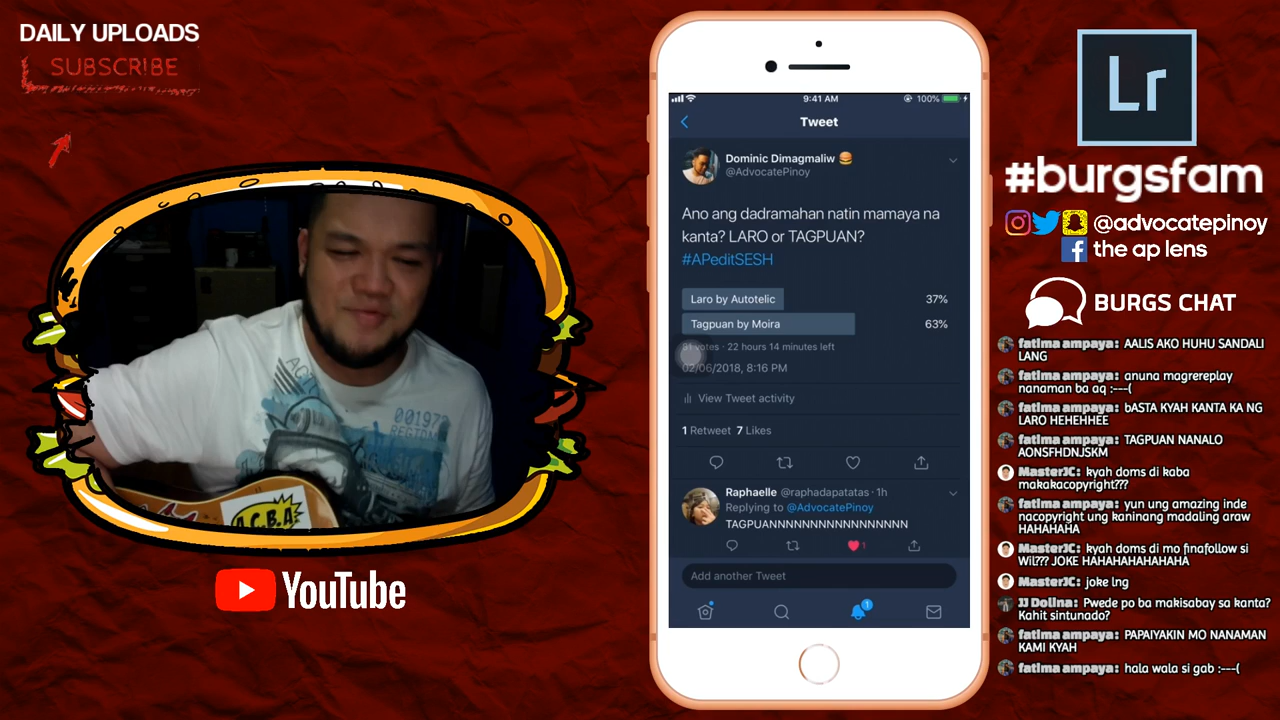 DAILY UPLOADS
SUBSCRIBE
A.C.B.A
YouTube
9:41 AM
100%
Tweet
Dominic Dimagmaliw 🍔
@AdvocatePinoy
Ano ang dadramahan natin mamaya na
kanta? LARO or TAGPUAN?
#APeditSESH
Laro by Autotelic 37%
Tagpuan by Moira 63%
votes · 22 hours 14 minutes left
02/06/2018, 8:16 PM
View Tweet activity
1 Retweet 7 Likes
Raphaelle @raphadapatatas · 1h
Replying to @AdvocatePinoy
TAGPUANNNNNNNNNNNNNNNNNN
1
Add another Tweet
1
Lr
#burgsfam
@advocatepinoy
the ap lens
BURGS CHAT
fatima ampaya: AALIS AKO HUHU SANDALI
LANG
fatima ampaya: anuna magrereplay
nanaman ba aq :---(
fatima ampaya: bASTA KYAH KANTA KA NG
LARO HEHEHHEE
fatima ampaya: TAGPUAN NANALO
AONSFHDNJSKM
MasterJC: kyah doms di kaba
makakacopyright???
fatima ampaya: yun ung amazing inde
nacopyright ung kaninang madaling araw
HAHAHAHA
MasterJC: kyah doms di mo finafollow si
Wil??? JOKE HAHAHAHAHAHAHA
MasterJC: joke lng
JJ Dolina: Pwede po ba makisabay sa kanta?
Kahit sintunado?
fatima ampaya: PAPAIYAKIN MO NANAMAN
KAMI KYAH
fatima ampaya: hala wala si gab :---(